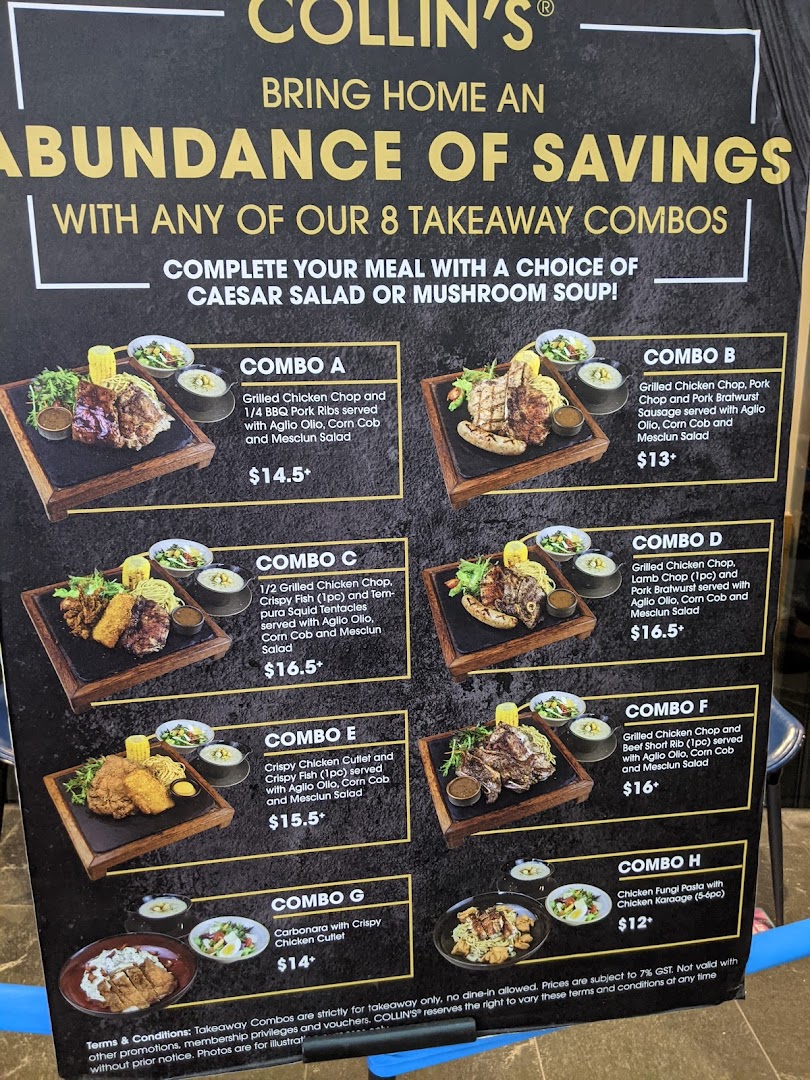 COLLIN'S®
BRING HOME AN
ABUNDANCE OF SAVINGS
WITH ANY OF OUR 8 TAKEAWAY COMBOS
COMPLETE YOUR MEAL WITH A CHOICE OF
CAESAR SALAD OR MUSHROOM SOUP!
COMBO A
Grilled Chicken Chop and
1/4 BBQ Pork Ribs served
with Aglio Olio, Corn Cob
and Mesclun Salad
$14.5+
COMBO B
Grilled Chicken Chop, Pork
Chop and Pork Bratwurst
Sausage served with Aglio
Olio, Corn Cob and
Mesclun Salad
$13+
COMBO C
1/2 Grilled Chicken Chop,
Crispy Fish (1pc) and Tem-
pura Squid Tentacles
served with Aglio Olio,
Corn Cob and Mesclun
Salad
$16.5+
COMBO D
Grilled Chicken Chop,
Lamb Chop (1pc) and
Pork Bratwurst served with
Aglio Olio, Corn Cob and
Mesclun Salad
$16.5+
COMBO E
Crispy Chicken Cutlet and
Crispy Fish (1pc) served
with Aglio Olio, Corn Cob
and Mesclun Salad
$15.5+
COMBO F
Grilled Chicken Chop and
Beef Short Rib (1pc) served
with Aglio Olio, Corn Cob
and Mesclun Salad
$16+
COMBO G
Carbonara with Crispy
Chicken Cutlet
$14+
COMBO H
Chicken Fungi Pasta with
Chicken Karaage (5-6pc)
$12+
Terms & Conditions: Takeaway Combos are strictly for takeaway only, no dine-in allowed. Prices are subject to 7% GST. Not valid with
other promotions, membership privileges and vouchers. COLLIN'S® reserves the right to vary these terms and conditions at any time
without prior notice. Photos are for